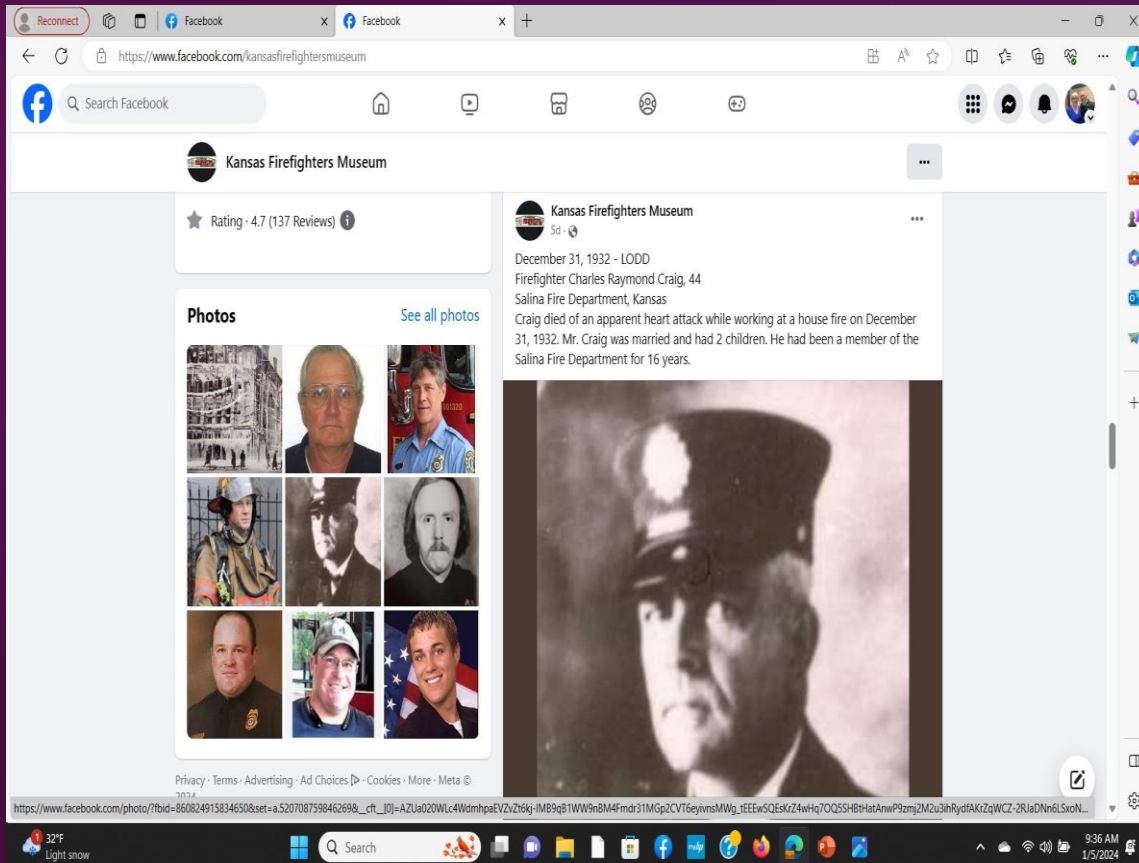 Reconnect
Facebook
Facebook
https://www.facebook.com/kansasfirefightersmuseum
Search Facebook
Kansas Firefighters Museum
Rating · 4.7 (137 Reviews)
Photos
See all photos
Privacy · Terms · Advertising · Ad Choices · Cookies · More · Meta ©
2024
Kansas Firefighters Museum
5d ·
December 31, 1932 - LODD
Firefighter Charles Raymond Craig, 44
Salina Fire Department, Kansas
Craig died of an apparent heart attack while working at a house fire on December
31, 1932. Mr. Craig was married and had 2 children. He had been a member of the
Salina Fire Department for 16 years.
1
32°F
Light snow
Search
9:36 AM
1/5/2024